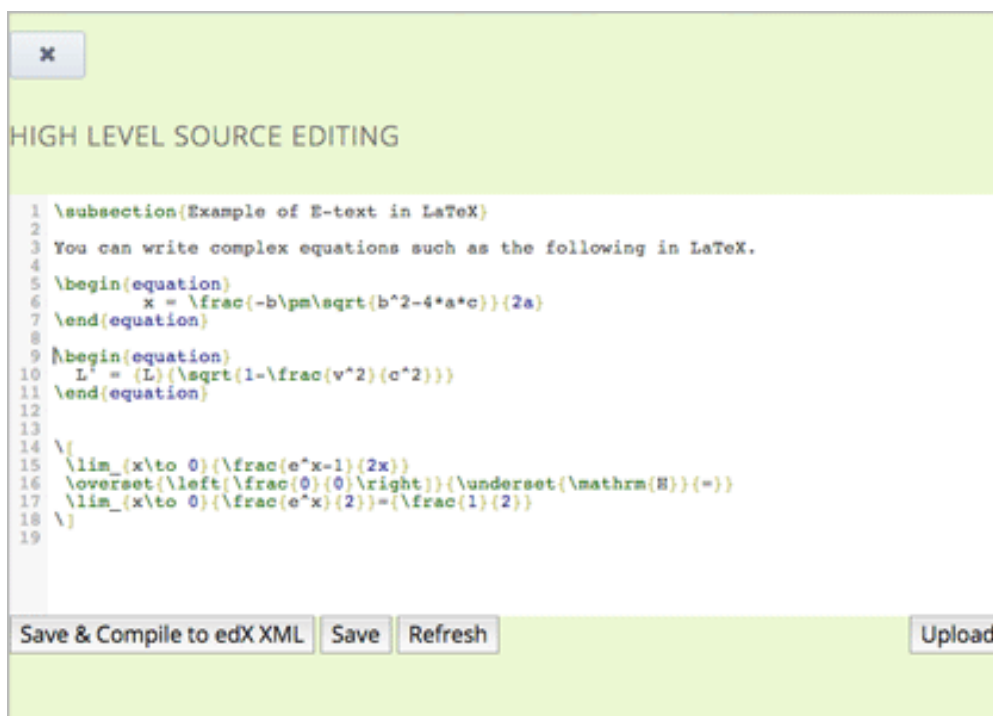 ✖
HIGH LEVEL SOURCE EDITING
1 \subsection{Example of E-text in LaTeX}
2
3 You can write complex equations such as the following in LaTeX.
4
5 \begin{equation}
6 x = \frac{-b\pm\sqrt{b^2-4*a*c}}{2a}
7 \end{equation}
8
9 \begin{equation}
10 L' = {L}{\sqrt{1-\frac{v^2}{c^2}}}
11 \end{equation}
12
13
14 \[
15 \lim_{x\to 0}{\frac{e^x-1}{2x}}
16 \overset{\left[\frac{0}{0}\right]}{\underset{\mathrm{H}}{=}}
17 \lim_{x\to 0}{\frac{e^x}{2}}={\frac{1}{2}}
18 \]
19
Save & Compile to edX XML Save Refresh Upload